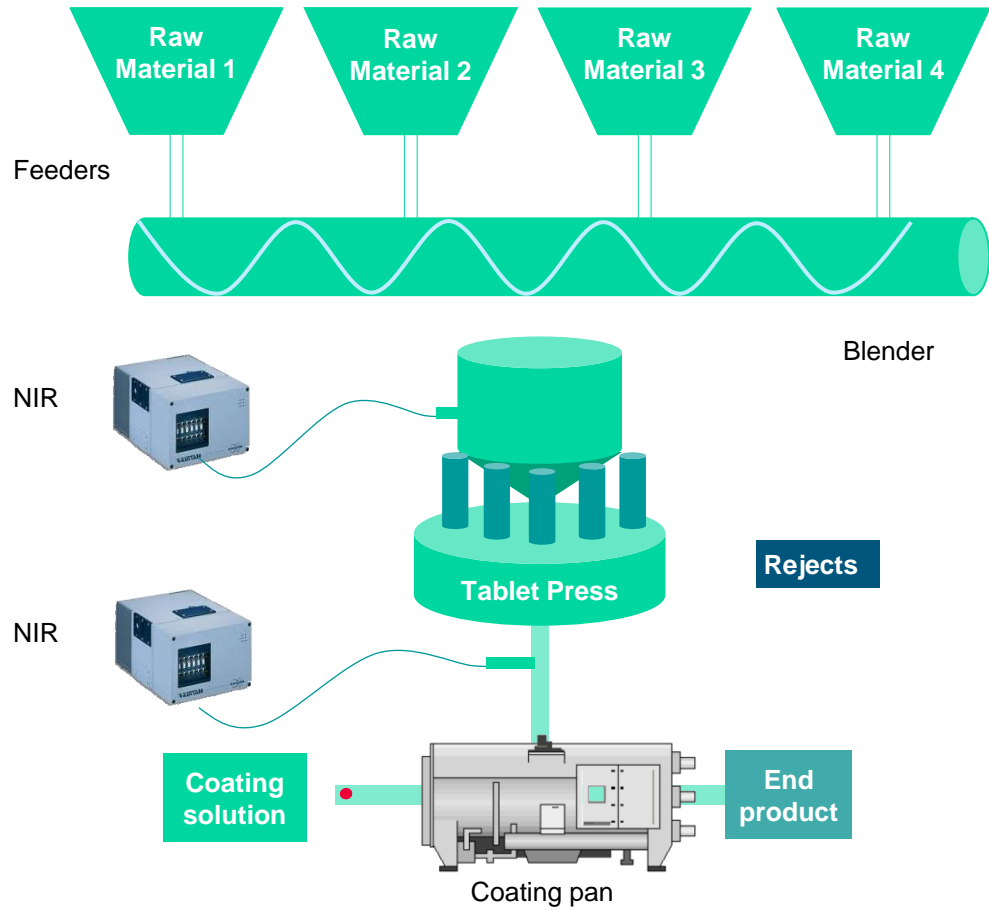 Raw
Material 1
Raw
Material 2
Raw
Material 3
Raw
Material 4
Feeders
Blender
NIR
Tablet Press
Rejects
NIR
Coating
solution
End
product
Coating pan